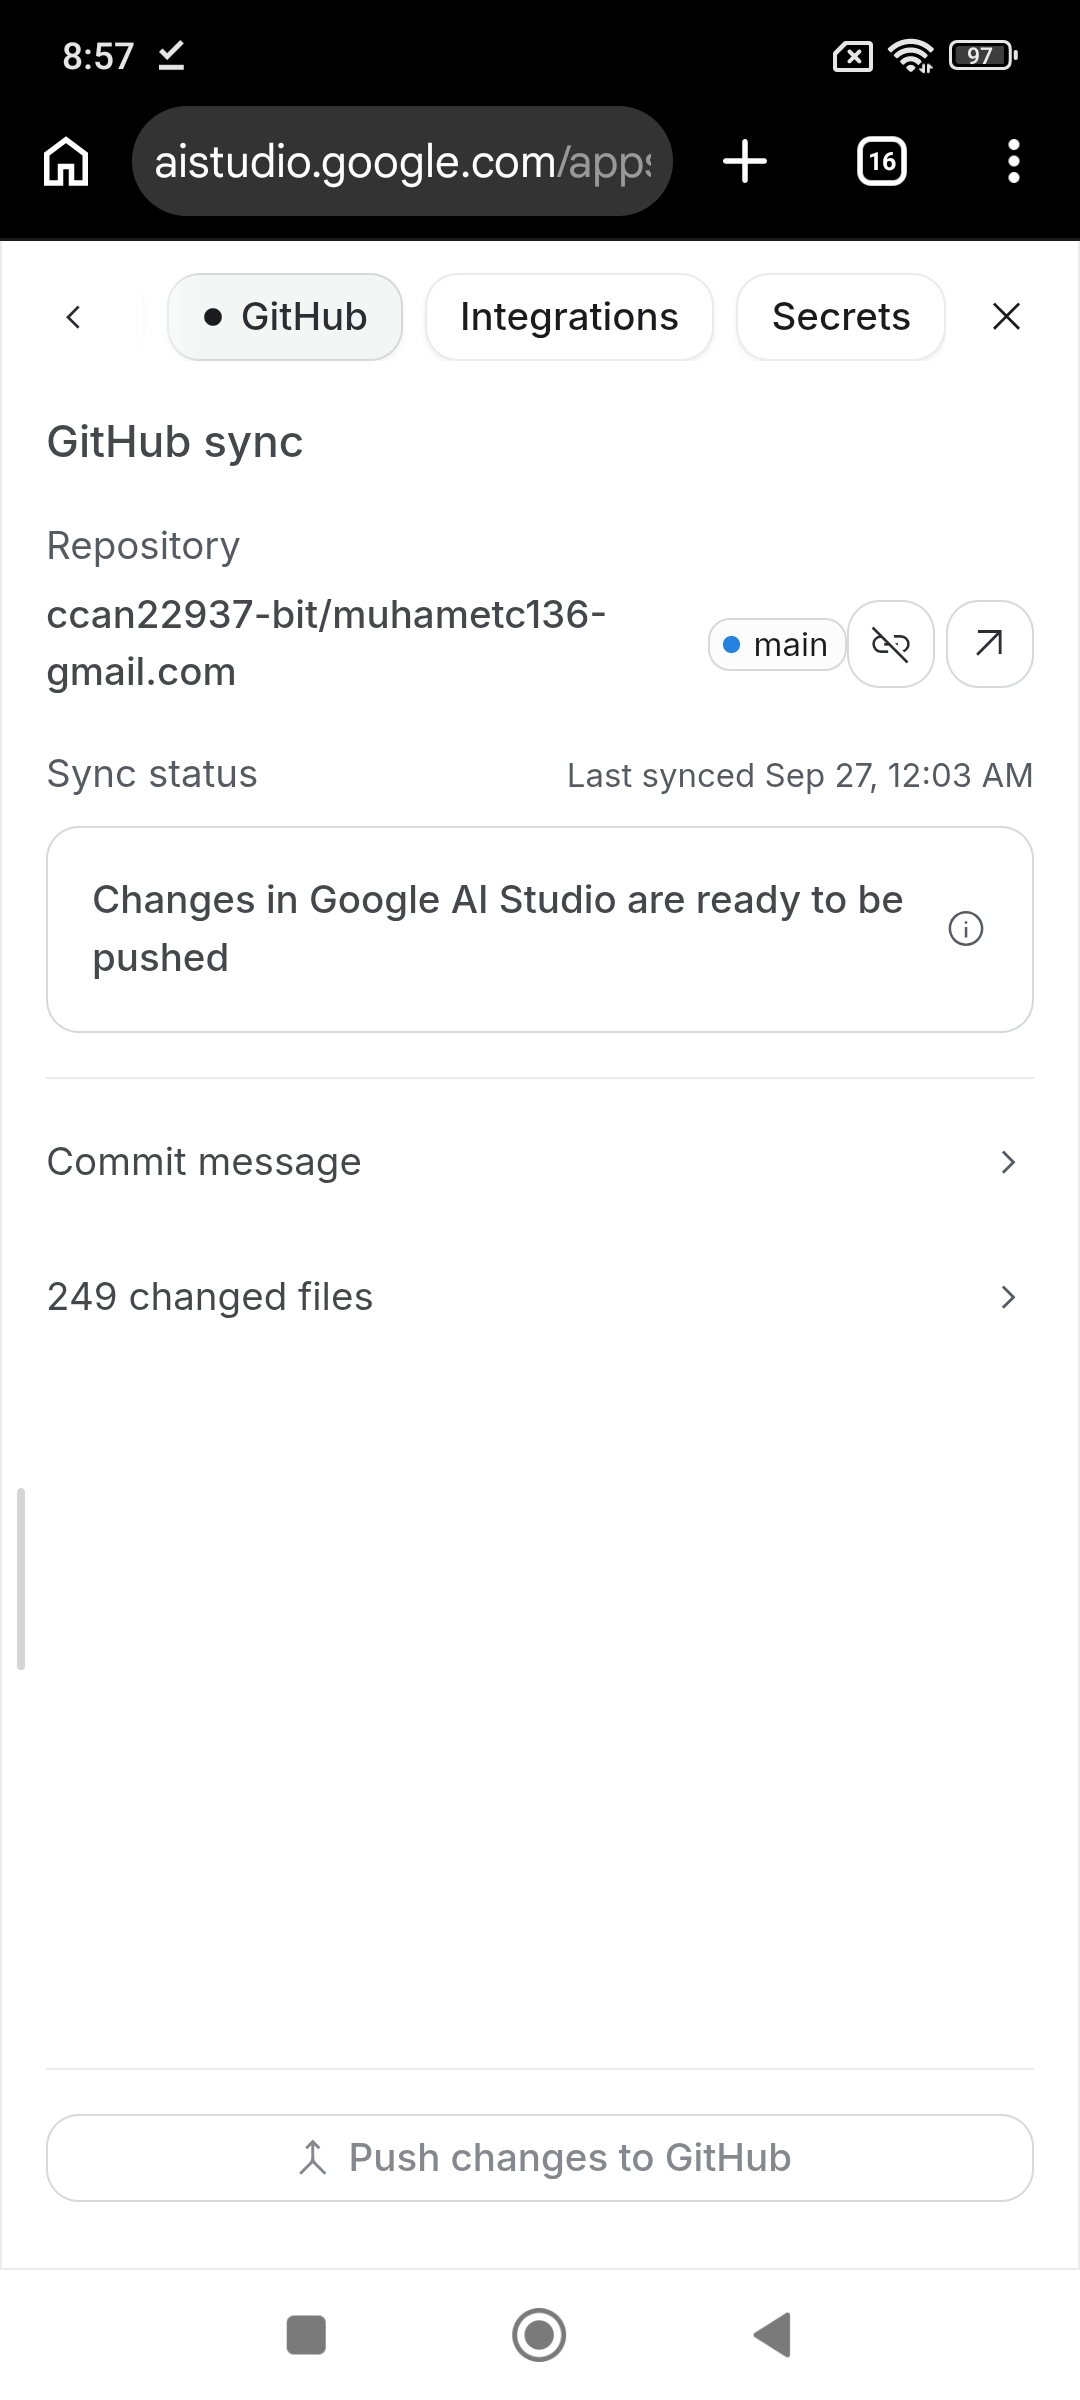 8:57
97
aistudio.google.com/apps
16
GitHub
Integrations
Secrets
GitHub sync
Repository
ccan22937-bit/muhametc136-
gmail.com
main
Sync status
Last synced Sep 27, 12:03 AM
Changes in Google AI Studio are ready to be
pushed
Commit message
249 changed files
Push changes to GitHub